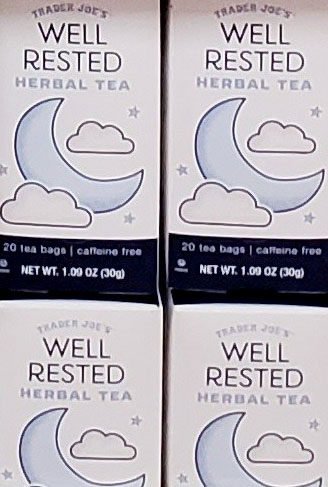 TRADER JOE'S
WELL
RESTED
HERBAL TEA
20 tea bags | caffeine free
NET WT. 1.09 OZ (30g)
TRADER JOE'S
WELL
RESTED
HERBAL TEA
20 tea bags | caffeine free
NET WT. 1.09 OZ (30g)
TRADER JOE'S
WELL
RESTED
HERBAL TEA
TRADER JOE'S
WELL
RESTED
HERBAL TEA